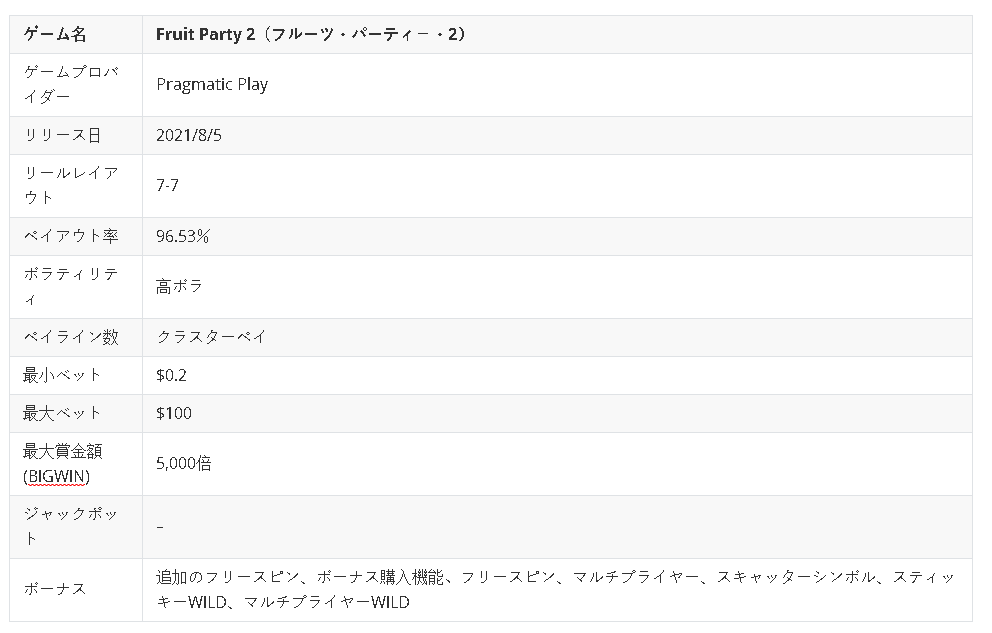 ゲーム名
Fruit Party 2（フルーツ・パーティー・2）
ゲームプロバ
イダー
Pragmatic Play
リリース日
2021/8/5
リールレイア
ウト
7-7
ペイアウト率
96.53%
ボラティリテ
ィ
高ボラ
ペイライン数
クラスターペイ
最小ベット
$0.2
最大ベット
$100
最大賞金額
(BIGWIN)
5,000倍
ジャックポッ
ト
–
ボーナス
追加のフリースピン、ボーナス購入機能、フリースピン、マルチプライヤー、スキャッターシンボル、スティッ
キーWILD、マルチプライヤーWILD